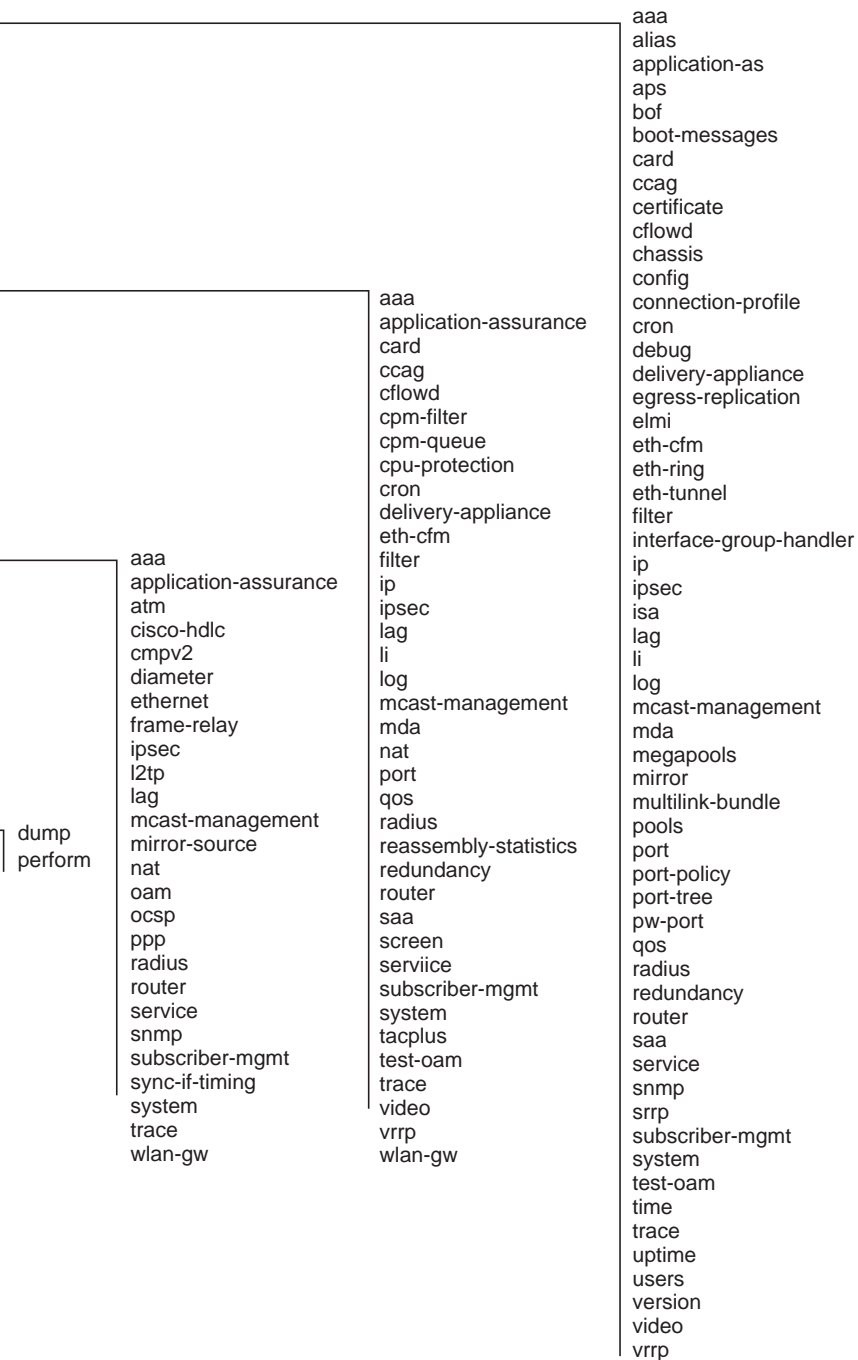 dump
perform
aaa
application-assurance
atm
cisco-hdlc
cmpv2
diameter
ethernet
frame-relay
ipsec
l2tp
lag
mcast-management
mirror-source
nat
oam
ocsp
ppp
radius
router
service
snmp
subscriber-mgmt
sync-if-timing
system
trace
wlan-gw
aaa
application-assurance
card
ccag
cflowd
cpm-filter
cpm-queue
cpu-protection
cron
delivery-appliance
eth-cfm
filter
ip
ipsec
lag
li
log
mcast-management
mda
nat
port
qos
radius
reassembly-statistics
redundancy
router
saa
screen
serviice
subscriber-mgmt
system
tacplus
test-oam
trace
video
vrrp
wlan-gw
aaa
alias
application-as
aps
bof
boot-messages
card
ccag
certificate
cflowd
chassis
config
connection-profile
cron
debug
delivery-appliance
egress-replication
elmi
eth-cfm
eth-ring
eth-tunnel
filter
interface-group-handler
ip
ipsec
isa
lag
li
log
mcast-management
mda
megapools
mirror
multilink-bundle
pools
port
port-policy
port-tree
pw-port
qos
radius
redundancy
router
saa
service
snmp
srrp
subscriber-mgmt
system
test-oam
time
trace
uptime
users
version
video
vrrp